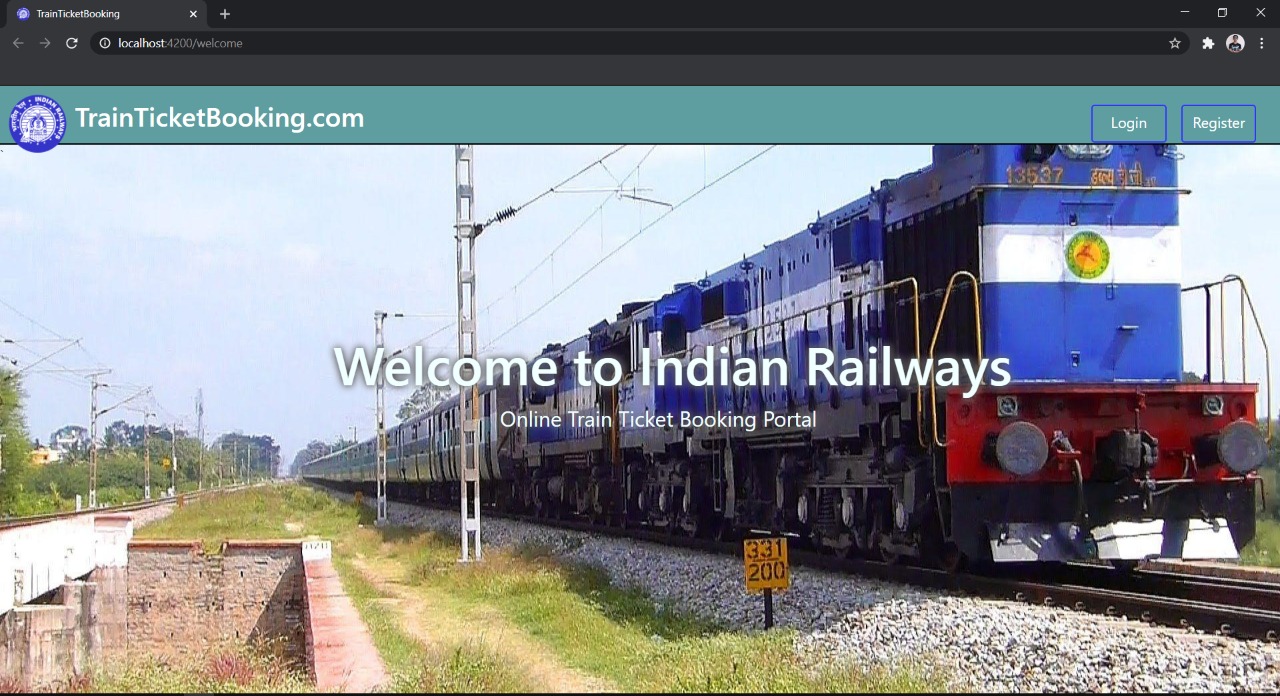 TrainTicketBooking
localhost:4200/welcome
INDIAN RAILWAYS
TrainTicketBooking.com
Login
Register
`
13537
Welcome to Indian Railways
Online Train Ticket Booking Portal
331
200